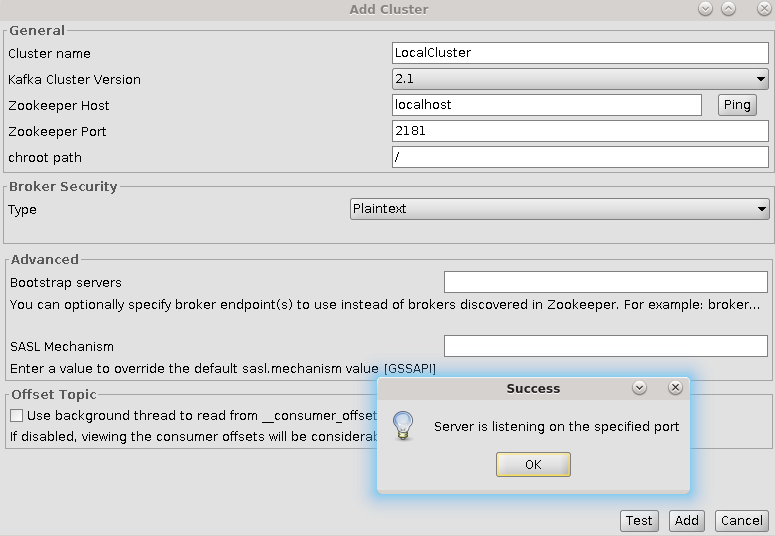 Add Cluster
General
Cluster name LocalCluster
Kafka Cluster Version 2.1
Zookeeper Host localhost Ping
Zookeeper Port 2181
chroot path /
Broker Security
Type Plaintext
Advanced
Bootstrap servers
You can optionally specify broker endpoint(s) to use instead of brokers discovered in Zookeeper. For example: broker...
SASL Mechanism
Enter a value to override the default sasl.mechanism value [GSSAPI]
Offset Topic
Use background thread to read from __consumer_offset
If disabled, viewing the consumer offsets will be
Success
Server is listening on the specified port
OK
Test Add Cancel